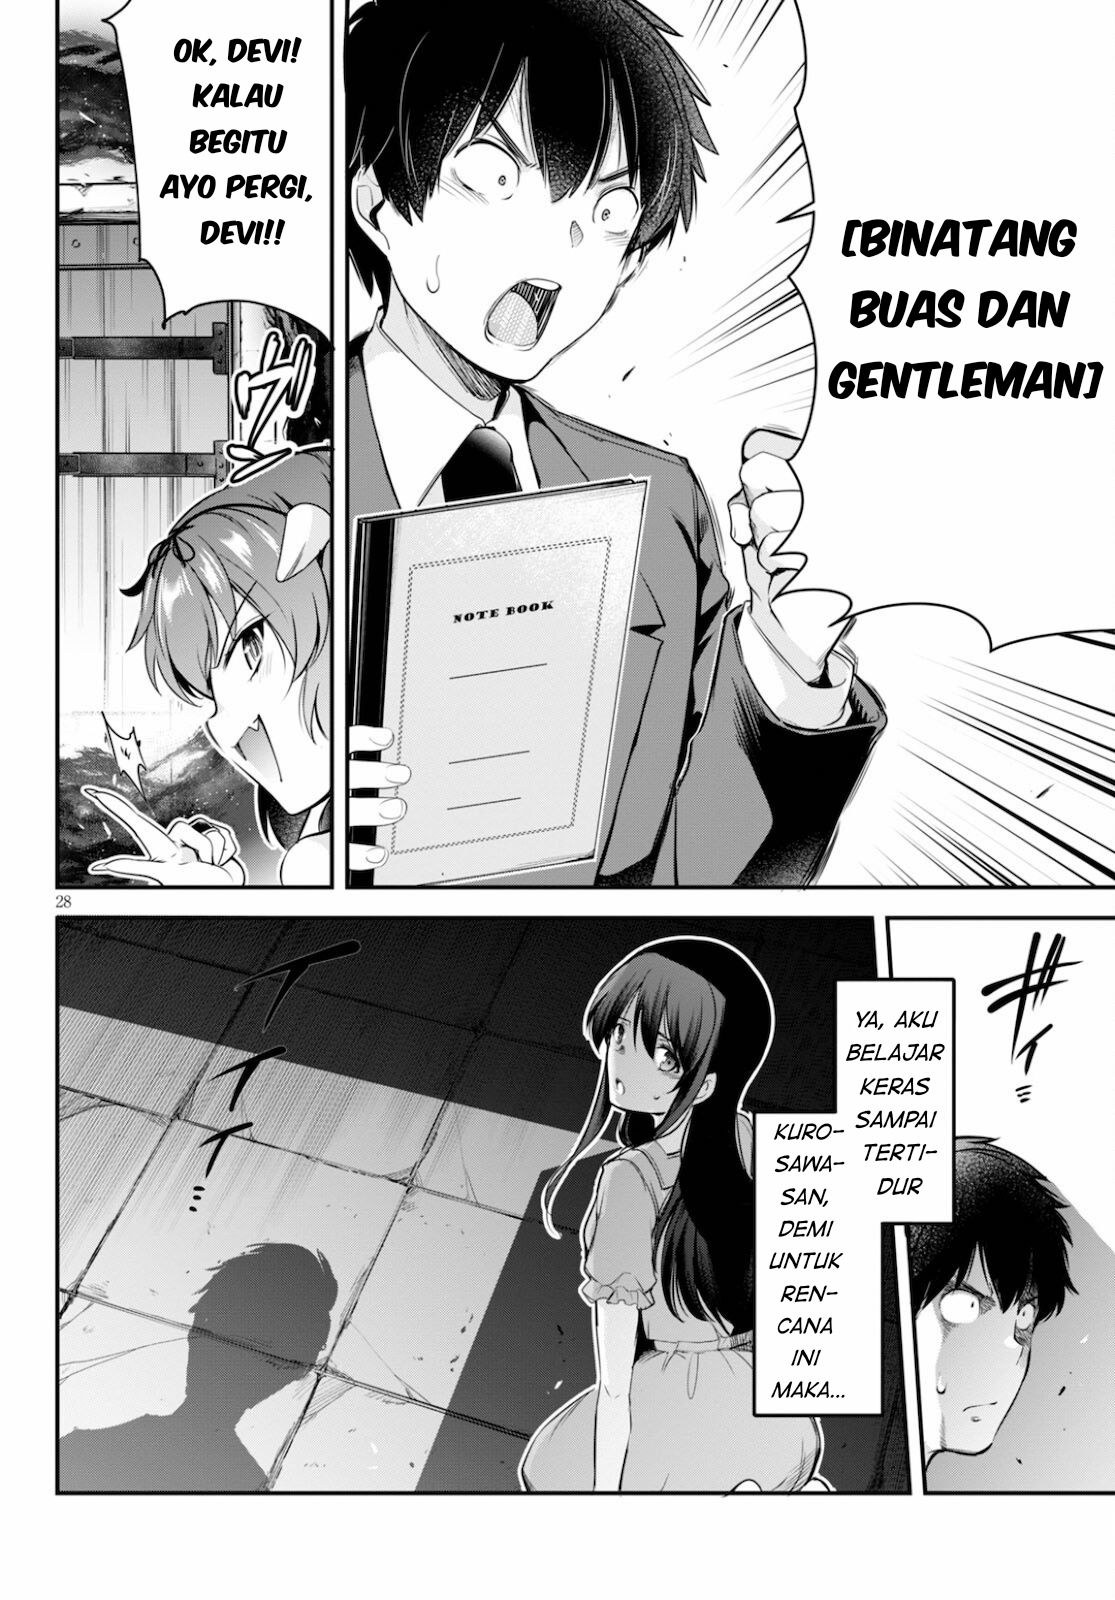 [BINATANG
BUAS DAN
GENTLEMAN]
NOTE BOOK
OK, DEVI!
KALAU
BEGITU
AYO PERGI,
DEVI!!
28
YA, AKU
BELAJAR
KERAS
SAMPAI
TERTI-
DUR
KURO-
SAWA-
SAN,
DEMI
UNTUK
REN-
CANA
INI
MAKA...